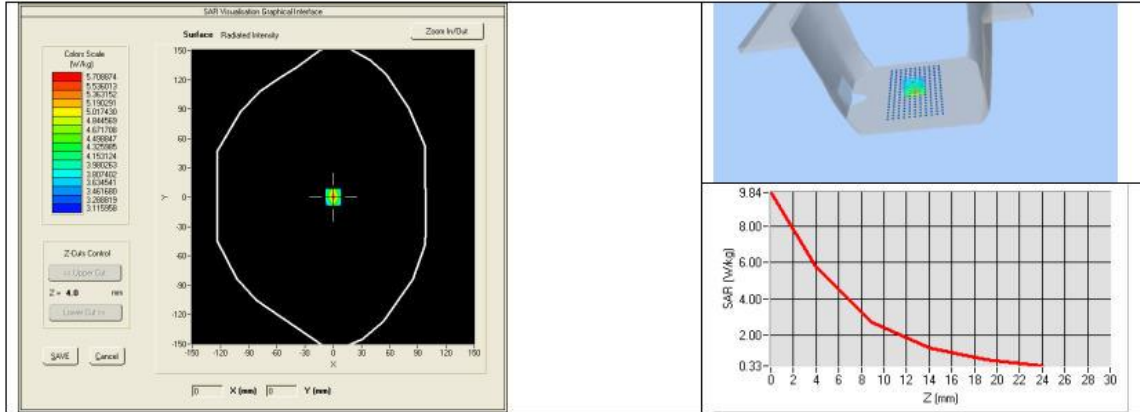 SAR Visualisation Graphical Interface
Surface Radiated Intensity
Zoom In/Out
Colors Scale
(W/kg)
5.708874
5.536013
5.363152
5.190291
5.017430
4.844569
4.671708
4.498847
4.325985
4.153124
3.980263
3.807402
3.634541
3.461680
3.288819
3.115958
Z-Cuts Control
<< Upper Cut
Z = 4.0 mm
Lower Cut >>
SAVE Cancel
150-
120-
90-
60-
30-
0-
-30-
-60-
-90-
-120-
-150-
Y
-150 -120 -90 -60 -30 0 30 60 90 120 150
X
0 X (mm) 0 Y (mm)
9.84
8.00
6.00
4.00
2.00
0.33
SAR (W/kg)
0 2 4 6 8 10 12 14 16 18 20 22 24 26 28 30
Z (mm)